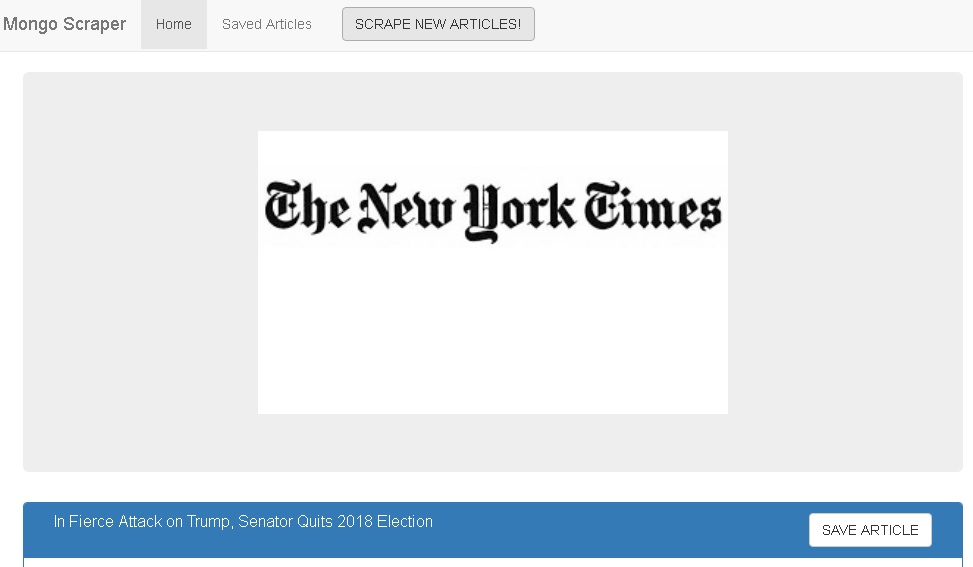 Mongo Scraper Home Saved Articles SCRAPE NEW ARTICLES!
The New York Times
In Fierce Attack on Trump, Senator Quits 2018 Election SAVE ARTICLE